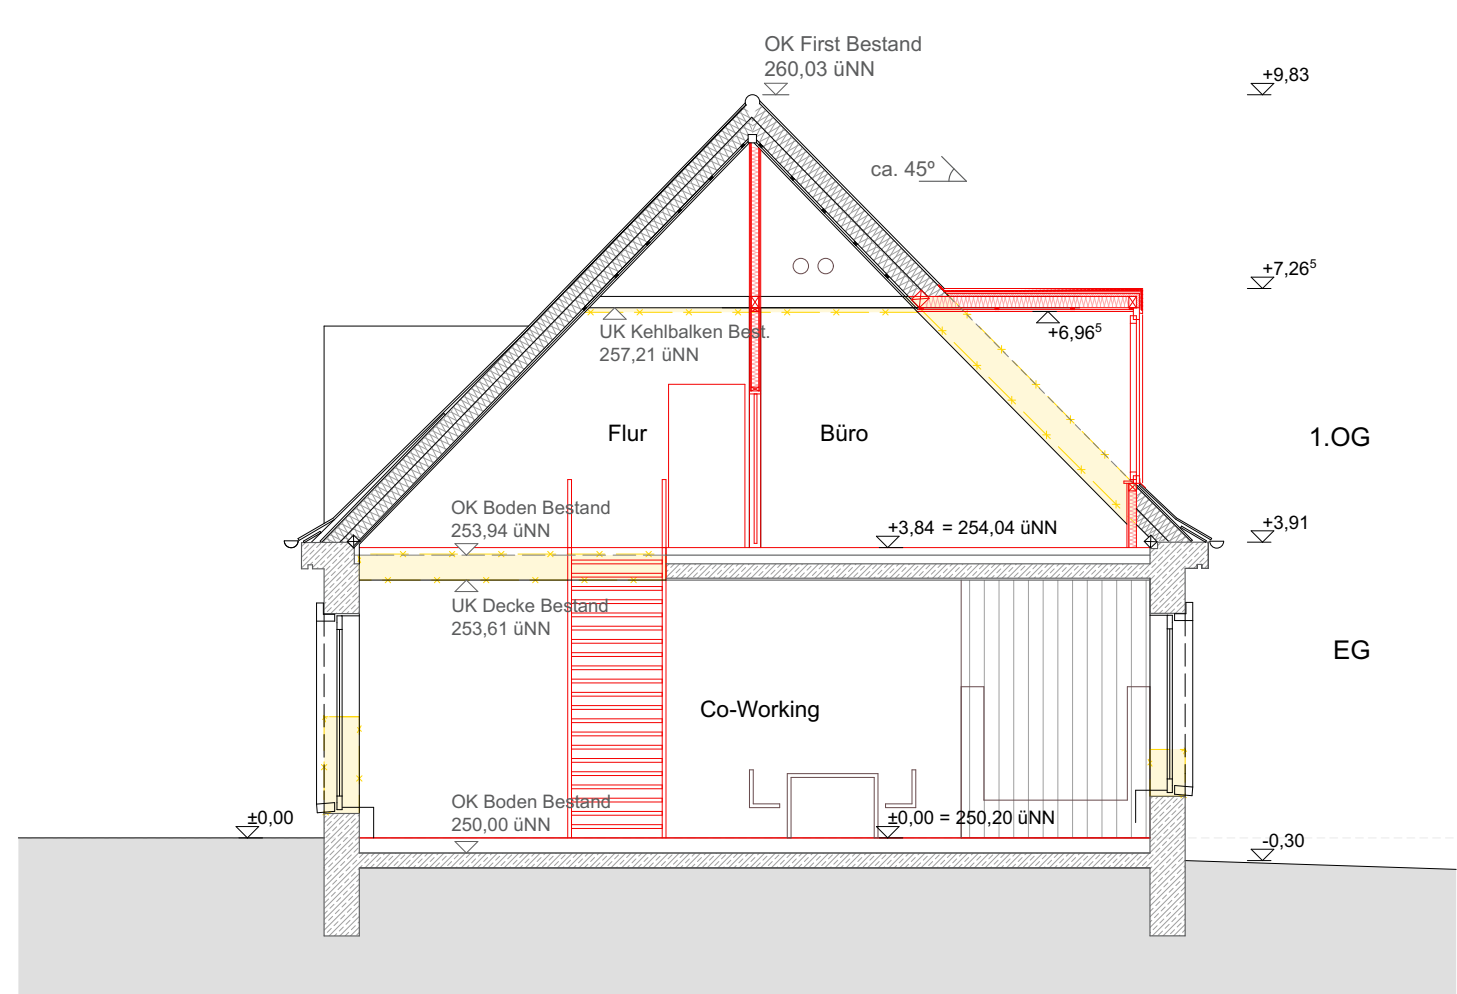 OK First Bestand
260,03 üNN
+9,83
ca. 45º
+7,26⁵
UK Kehlbalken Best.
257,21 üNN
+6,96⁵
Flur
Büro
1.OG
OK Boden Bestand
253,94 üNN
+3,84 = 254,04 üNN
+3,91
UK Decke Bestand
253,61 üNN
EG
Co-Working
OK Boden Bestand
250,00 üNN
±0,00
±0,00 = 250,20 üNN
-0,30